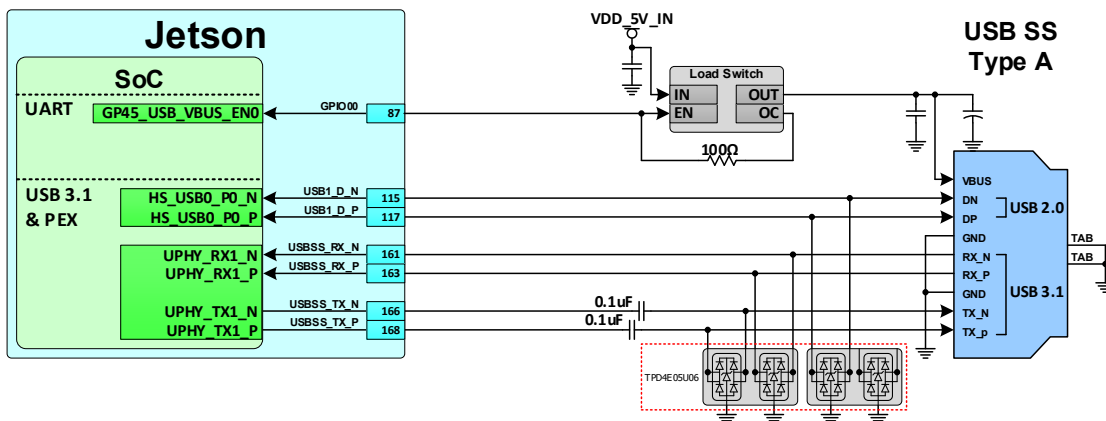 Jetson
SoC
UART
GP45_USB_VBUS_EN0
GPIO00
87
VDD_5V_IN
Load Switch
IN
OUT
EN
OC
100Ω
USB SS
Type A
USB 3.1
& PEX
HS_USB0_P0_N
USB1_D_N
115
HS_USB0_P0_P
USB1_D_P
117
UPHY_RX1_N
USBSS_RX_N
161
UPHY_RX1_P
USBSS_RX_P
163
UPHY_TX1_N
USBSS_TX_N
166
0.1uF
UPHY_TX1_P
USBSS_TX_P
168
0.1uF
VBUS
DN
DP
USB 2.0
GND
RX_N
RX_P
GND
USB 3.1
TX_N
TX_p
TAB
TAB
TPD4E05U06